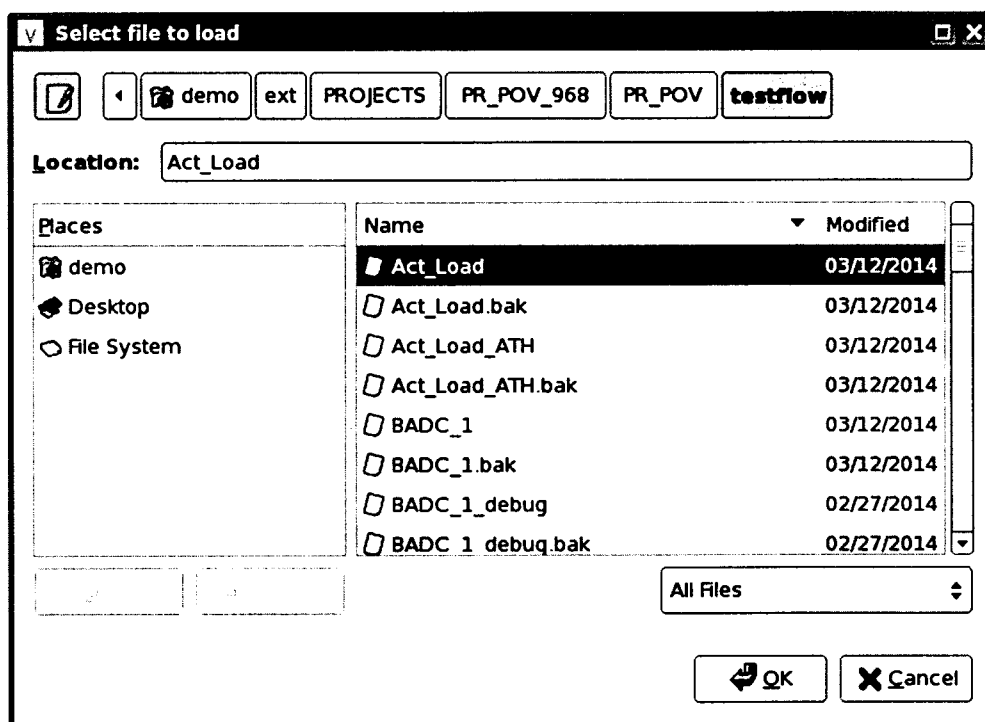 V Select file to load
demo ext PROJECTS PR_POV_968 PR_POV testflow
Location: Act_Load
Places
demo
Desktop
File System
Name Modified
Act_Load 03/12/2014
Act_Load.bak 03/12/2014
Act_Load_ATH 03/12/2014
Act_Load_ATH.bak 03/12/2014
BADC_1 03/12/2014
BADC_1.bak 03/12/2014
BADC_1_debug 02/27/2014
BADC_1_debug.bak 02/27/2014
All Files
OK Cancel